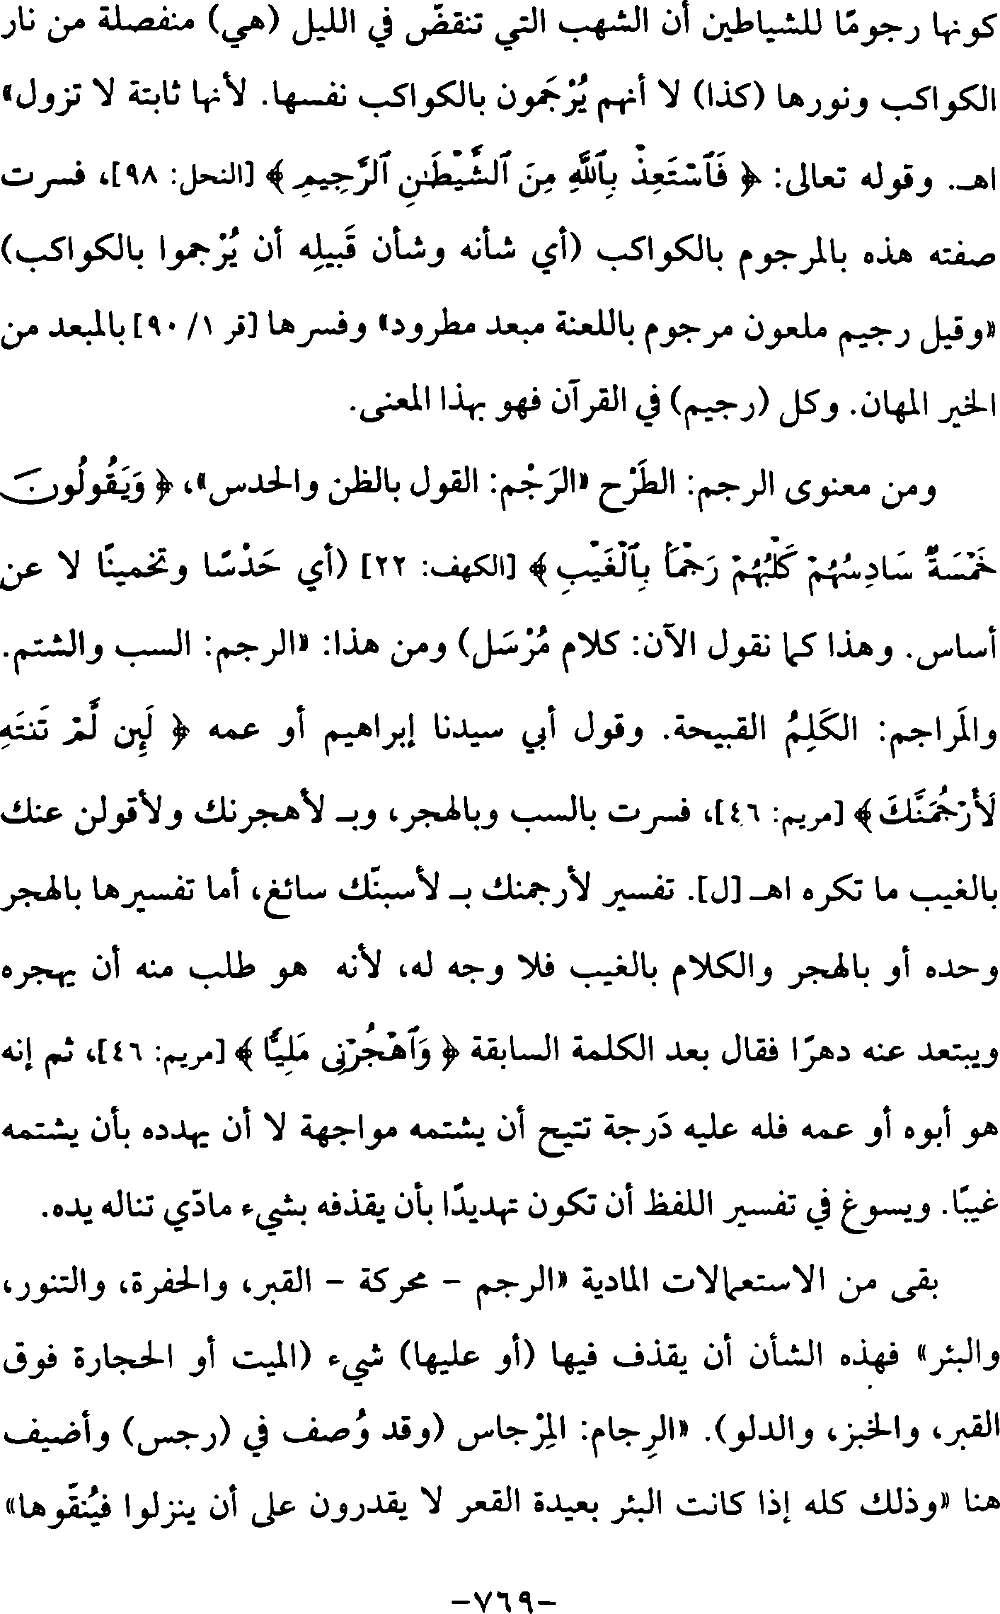 كونها رجومًا للشياطين أن الشهب التي تنقضّ في الليل (هي) منفصلة من نار
الكواكب ونورها (كذا) لا أنهم يُرْجَمون بالكواكب نفسها. لأنها ثابتة لا تزول»
اهـ. وقوله تعالى: ﴿ فَٱسْتَعِذْ بِٱللَّهِ مِنَ ٱلشَّيْطَٰنِ ٱلرَّجِيمِ ﴾ [النحل: ٩٨]، فسرت
صفته هذه بالمرجوم بالكواكب (أي شأنه وشأن قَبيلِه أن يُرْجموا بالكواكب)
«وقيل رجيم ملعون مرجوم باللعنة مبعد مطرود» وفسرها [قر ١/ ٩٠] بالمبعد من
الخير المهان. وكل (رجيم) في القرآن فهو بهذا المعنى.
ومن معنوى الرجم: الطَرْح «الرَجْم: القول بالظن والحدس»، ﴿ وَيَقُولُونَ
خَمْسَةٌ سَادِسُهُمْ كَلْبُهُمْ رَجْمًۢا بِٱلْغَيْبِ ﴾ [الكهف: ٢٢] (أي حَدْسًا وتخمينًا لا عن
أساس. وهذا كما نقول الآن: كلام مُرْسَل) ومن هذا: «الرجم: السب والشتم.
والمَراجم: الكَلِمُ القبيحة. وقول أبي سيدنا إبراهيم أو عمه ﴿ لَئِن لَّمْ تَنتَهِ
لَأَرْجُمَنَّكَ ﴾ [مريم: ٤٦]، فسرت بالسب وبالهجر، وبـ لأهجرنك ولأقولن عنك
بالغيب ما تكره اهـ [ل]. تفسير لأرجمنك بـ لأسبنّك سائغ، أما تفسيرها بالهجر
وحده أو بالهجر والكلام بالغيب فلا وجه له، لأنه هو طلب منه أن يهجره
ويبتعد عنه دهرًا فقال بعد الكلمة السابقة ﴿ وَٱهْجُرْنِى مَلِيًّا ﴾ [مريم: ٤٦]، ثم إنه
هو أبوه أو عمه فله عليه دَرجة تتيح أن يشتمه مواجهة لا أن يهدده بأن يشتمه
غيبًا. ويسوغ في تفسير اللفظ أن تكون تهديدًا بأن يقذفه بشيء مادّي تناله يده.
بقى من الاستعمالات المادية «الرجم - محركة - القبر، والحفرة، والتنور،
والبئر» فهذه الشأن أن يقذف فيها (أو عليها) شيء (الميت أو الحجارة فوق
القبر، والخبز، والدلو). «الرِجام: المِرْجاس (وقد وُصف في (رجس) وأضيف
هنا «وذلك كله إذا كانت البئر بعيدة القعر لا يقدرون على أن ينزلوا فيُنقّوها»
-٧٦٩-